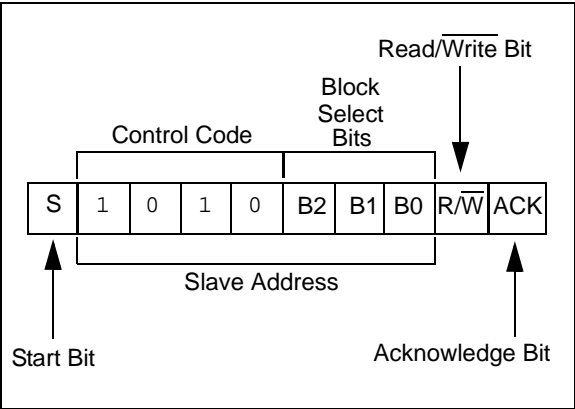 Read/Write Bit
Block
Select
Bits
Control Code
S 1 0 1 0 B2 B1 B0 R/W ACK
Slave Address
Start Bit
Acknowledge Bit